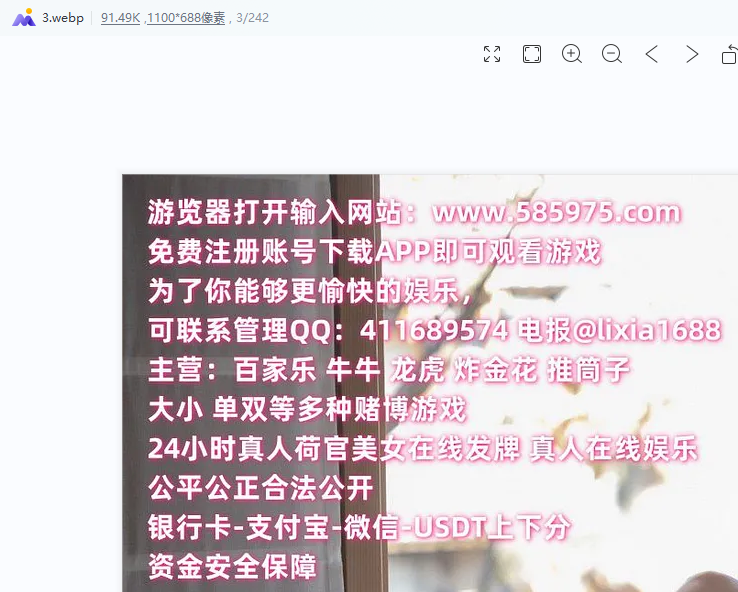 3.webp 91.49K ,1100*688像素 , 3/242
游览器打开输入网站：www.585975.com
免费注册账号下载APP即可观看游戏
为了你能够更愉快的娱乐，
可联系管理QQ：411689574 电报@lixia1688
主营：百家乐 牛牛 龙虎 炸金花 推筒子
大小 单双等多种赌博游戏
24小时真人荷官美女在线发牌 真人在线娱乐
公平公正合法公开
银行卡-支付宝-微信-USDT上下分
资金安全保障